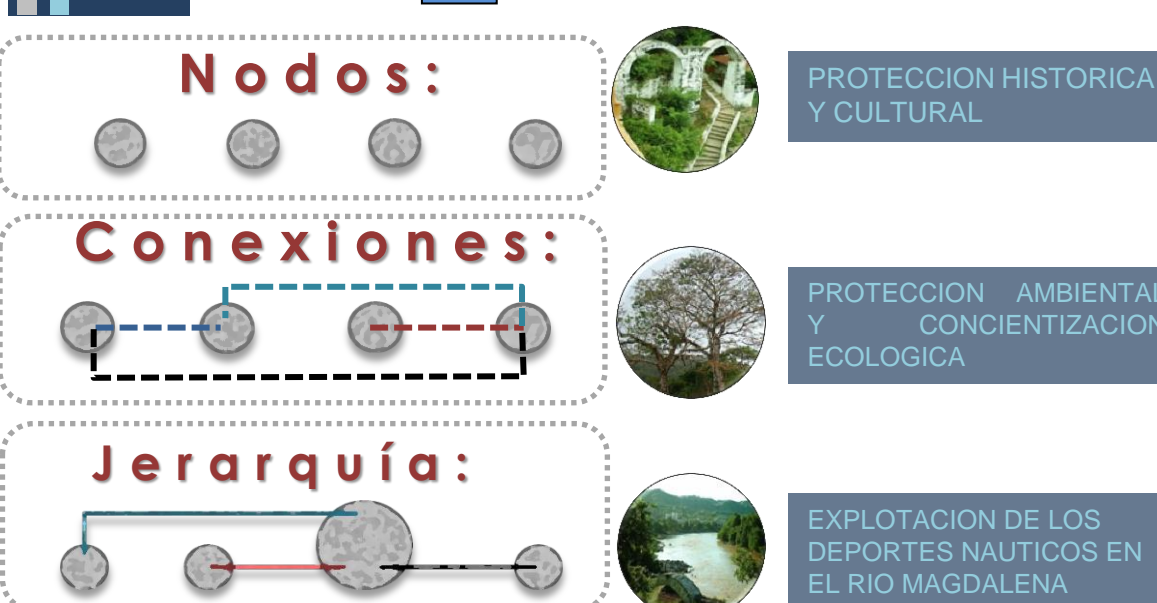 Nodos:
PROTECCION HISTORICA
Y CULTURAL
Conexiones:
PROTECCION AMBIENTAL
Y CONCIENTIZACION
ECOLOGICA
Jerarquía:
EXPLOTACION DE LOS
DEPORTES NAUTICOS EN
EL RIO MAGDALENA